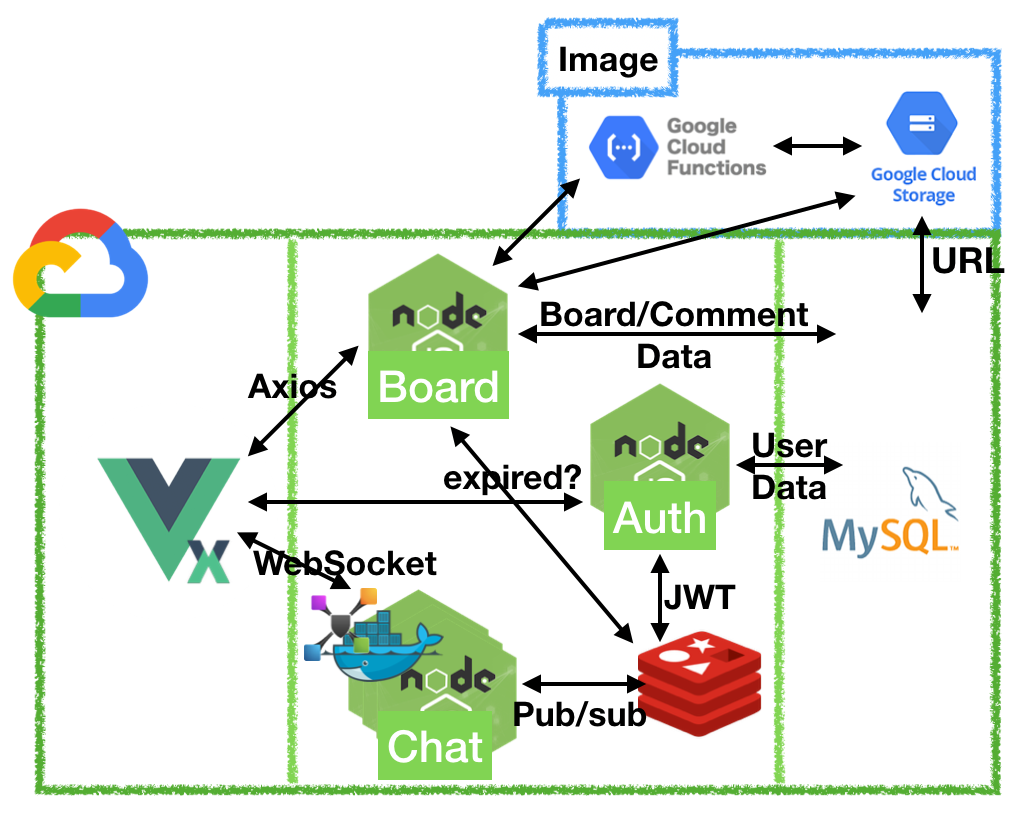 Image
Google
Cloud
Functions
Google Cloud
Storage
URL
node
Board
Board/Comment
Data
Axios
node
Auth
expired?
User
Data
MySQL™
WebSocket
JWT
node
Chat
Pub/sub